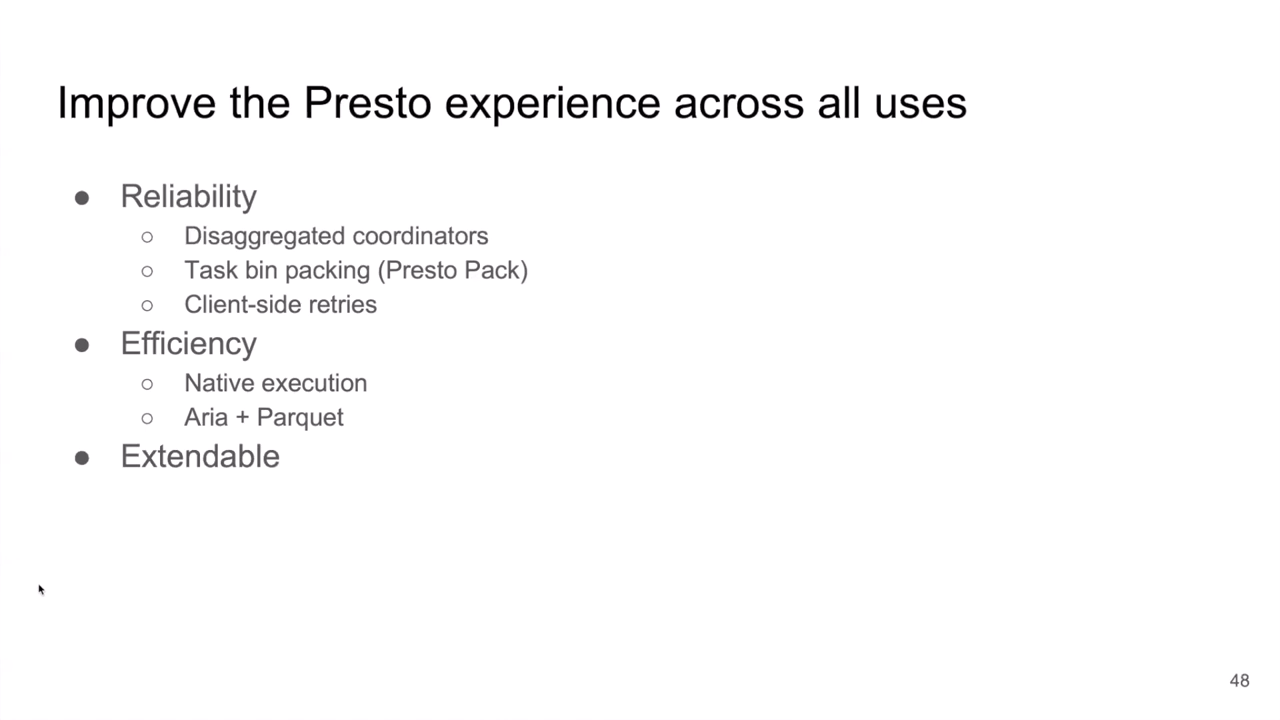 Improve the Presto experience across all uses
● Reliability
○ Disaggregated coordinators
○ Task bin packing (Presto Pack)
○ Client-side retries
● Efficiency
○ Native execution
○ Aria + Parquet
● Extendable
48